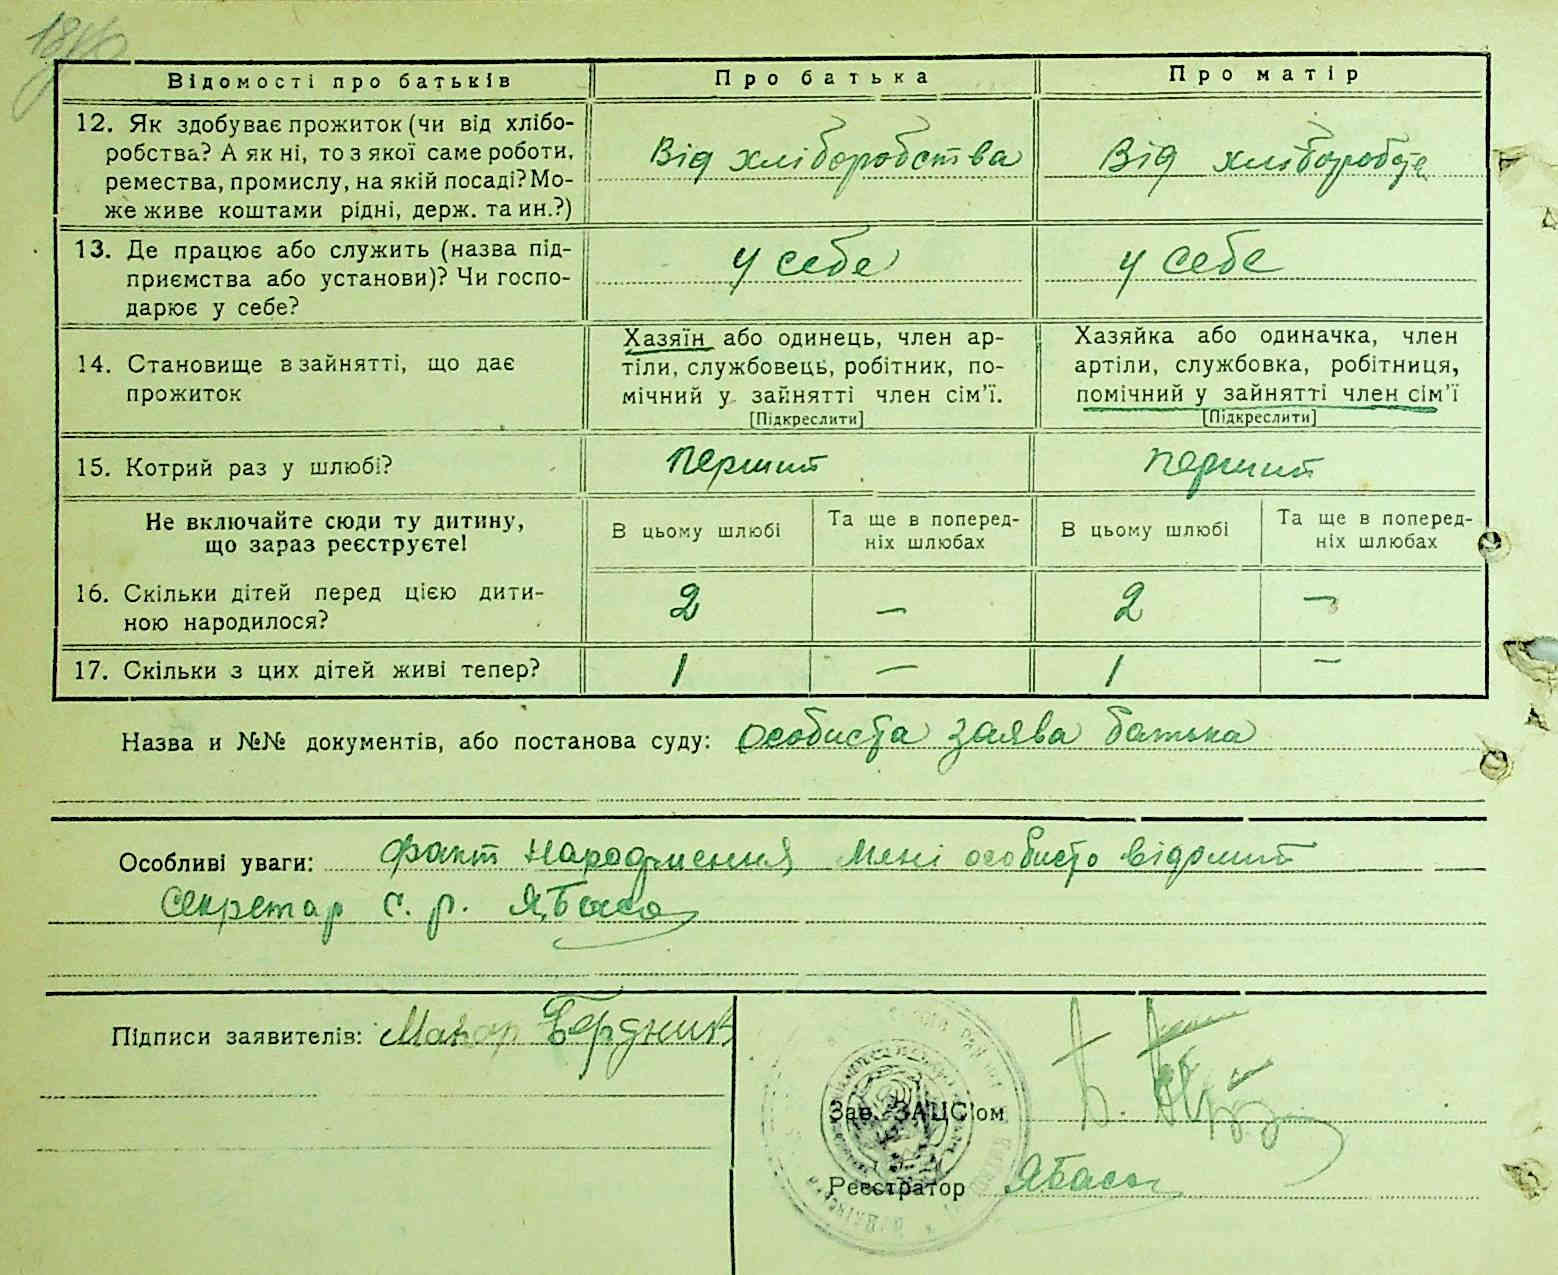 Відомості про батьків
Про батька
Про матір
12. Як здобуває прожиток (чи від хлібо-
робства? А як ні, то з якої саме роботи,
ремества, промислу, на якій посаді? Мо-
же живе коштами рідні, держ. та ин.?)
Від хліборобства
Від хлібороб
13. Де працює або служить (назва під-
приємства або установи)? Чи госпо-
дарює у себе?
у себе
у себе
14. Становище в зайнятті, що дає
прожиток
Хазяїн або одинець, член ар-
тіли, службовець, робітник, по-
мічний у зайнятті член сім'ї.
[Підкреслити]
Хазяйка або одиначка, член
артіли, службовка, робітниця,
помічний у зайнятті член сім'ї
[Підкреслити]
15. Котрий раз у шлюбі?
перший
перший
Не включайте сюди ту дитину,
що зараз реєструєте!
В цьому шлюбі
Та ще в поперед-
ніх шлюбах
В цьому шлюбі
Та ще в поперед-
ніх шлюбах
16. Скільки дітей перед цією дити-
ною народилося?
2 — 2 —
17. Скільки з цих дітей живі тепер?
1 — 1 —
Назва и №№ документів, або постанова суду: особиста заява батька
Особливі уваги: факт народження мені особисто відомий
Секретар с. р. ЯБаса
Підписи заявителів: Макар Бердник
Зав. ЗАЦС'ом
Реєстратор ЯБаса